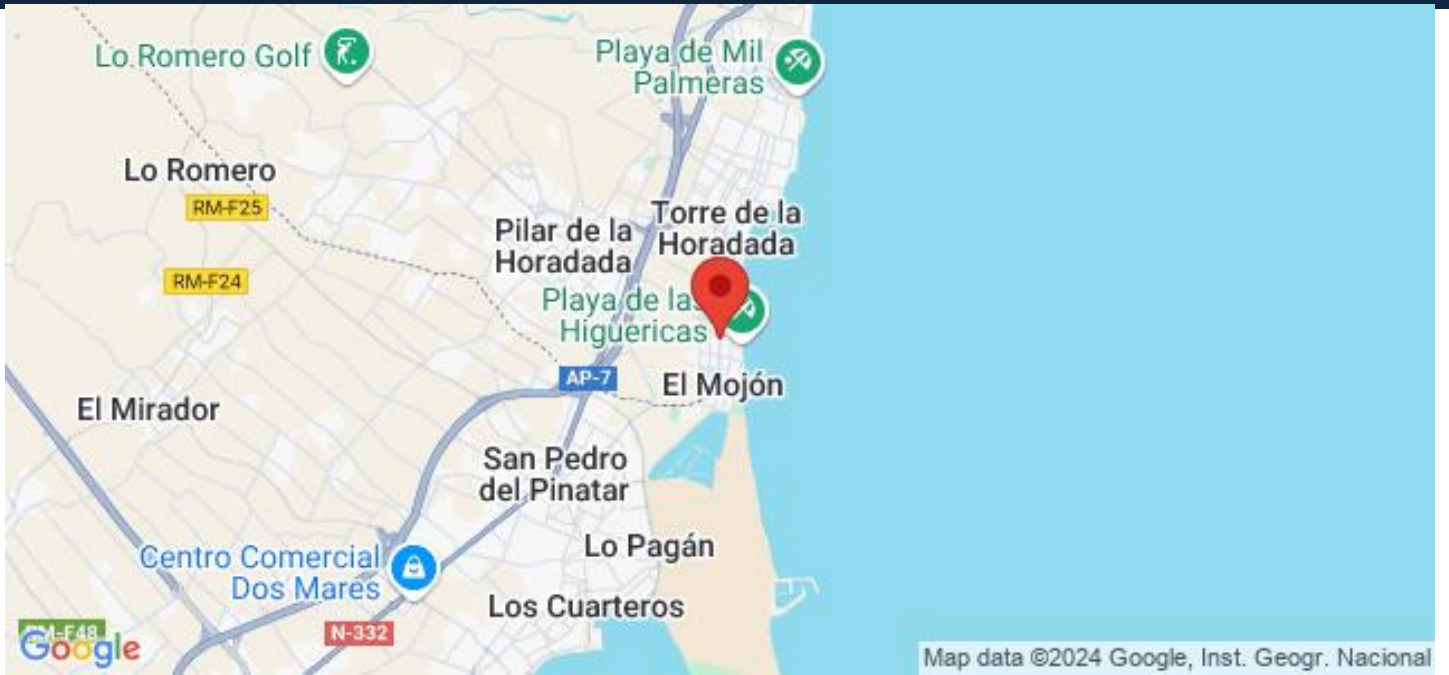 Lo Romero Golf
Playa de Mil
Palmeras
Lo Romero
RM-F25
Torre de la
Horadada
Pilar de la
Horadada
RM-F24
Playa de las
Higuericas
AP-7
El Mojón
El Mirador
San Pedro
del Pinatar
Lo Pagán
Centro Comercial
Dos Mares
Los Cuarteros
RM-F48
N-332
Google
Map data ©2024 Google, Inst. Geogr. Nacional